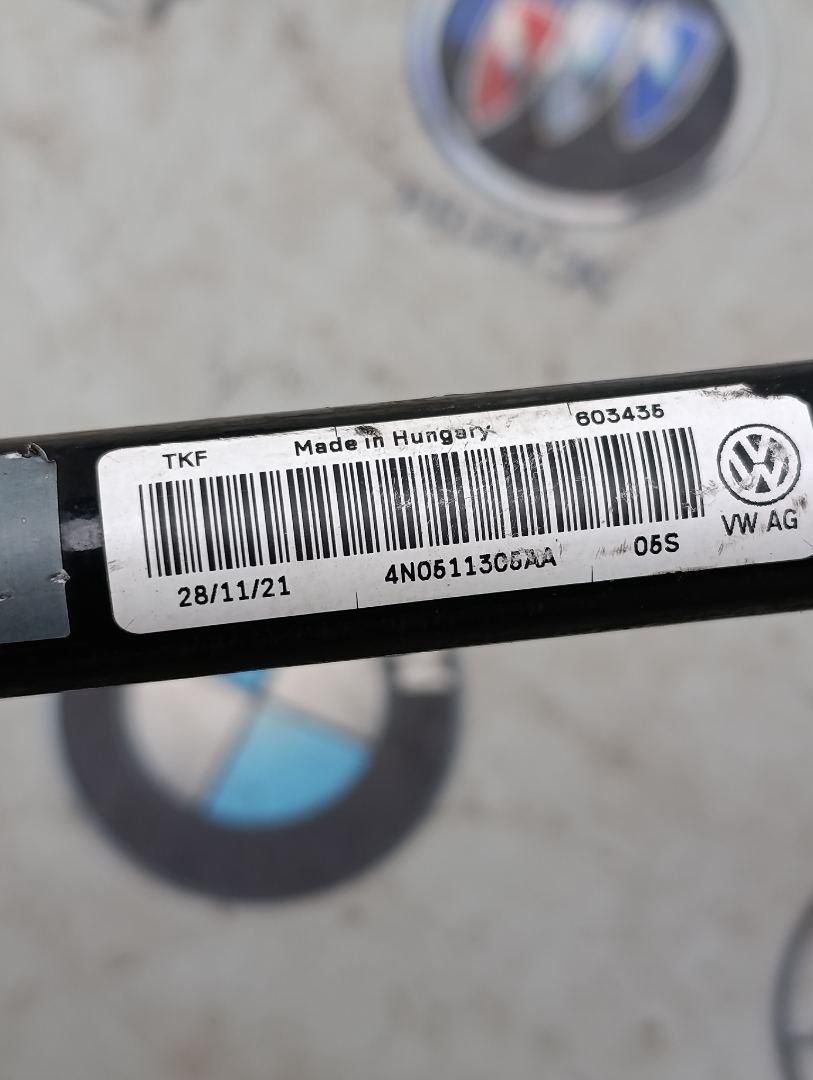 TKF
Made in Hungary
603435
28/11/21
4N0511305AA
05S
VW AG